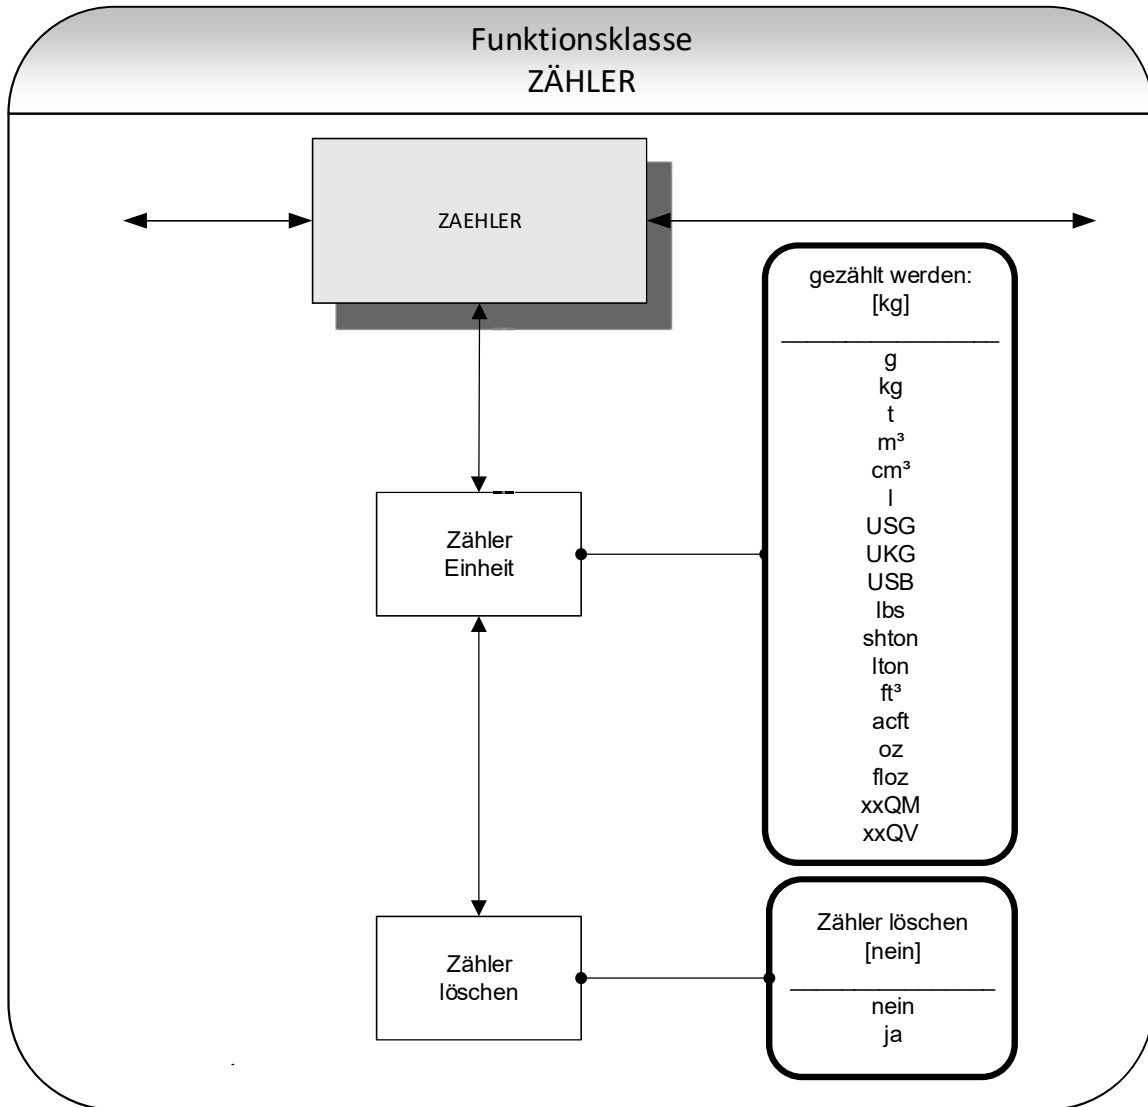 Funktionsklasse
ZÄHLER
ZAEHLER
gezählt werden:
[kg]
g
kg
t
m³
cm³
l
USG
UKG
USB
lbs
shton
lton
ft³
acft
oz
floz
xxQM
xxQV
Zähler
Einheit
Zähler
löschen
Zähler löschen
[nein]
nein
ja